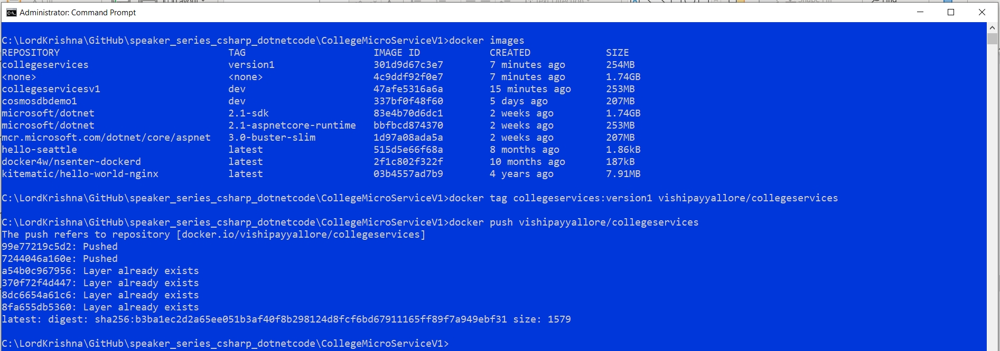 Administrator: Command Prompt
C:\LordKrishna\GitHub\speaker_series_csharp_dotnetcode\CollegeMicroServiceV1>docker images
REPOSITORY TAG IMAGE ID CREATED SIZE
collegeservices version1 301d9d67c3e7 7 minutes ago 254MB
<none> <none> 4c9ddf92f0e7 7 minutes ago 1.74GB
collegeservicesv1 dev 47afe5316a6a 15 minutes ago 253MB
cosmosdbdemo1 dev 337bf0f48f60 5 days ago 207MB
microsoft/dotnet 2.1-sdk 83e4b70d6dc1 2 weeks ago 1.74GB
microsoft/dotnet 2.1-aspnetcore-runtime bbfbcd874370 2 weeks ago 253MB
mcr.microsoft.com/dotnet/core/aspnet 3.0-buster-slim 1d97a08ada5a 2 weeks ago 207MB
hello-seattle latest 515d5e66f68a 8 months ago 1.86kB
docker4w/nsenter-dockerd latest 2f1c802f322f 10 months ago 187kB
kitematic/hello-world-nginx latest 03b4557ad7b9 4 years ago 7.91MB
C:\LordKrishna\GitHub\speaker_series_csharp_dotnetcode\CollegeMicroServiceV1>docker tag collegeservices:version1 vishipayyallore/collegeservices
C:\LordKrishna\GitHub\speaker_series_csharp_dotnetcode\CollegeMicroServiceV1>docker push vishipayyallore/collegeservices
The push refers to repository [docker.io/vishipayyallore/collegeservices]
99e77219c5d2: Pushed
7244046a160e: Pushed
a54b0c967956: Layer already exists
370f72f4d447: Layer already exists
8dc6654a61c6: Layer already exists
8fa655db5360: Layer already exists
latest: digest: sha256:b3ba1ec2d2a65ee051b3af40f8b298124d8fcf6bd67911165ff89f7a949ebf31 size: 1579
C:\LordKrishna\GitHub\speaker_series_csharp_dotnetcode\CollegeMicroServiceV1>